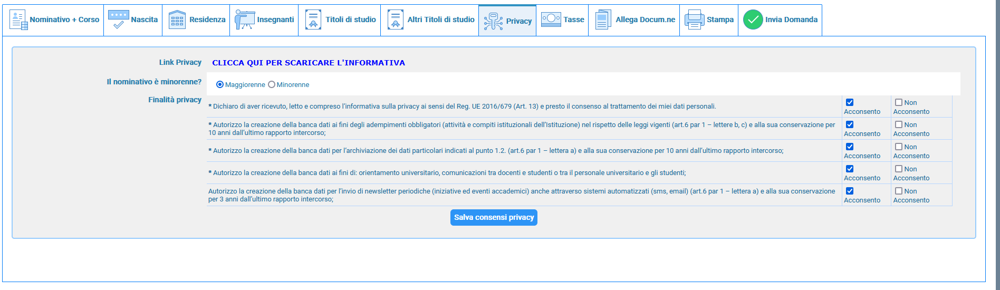 Nominativo + Corso
Nascita
Residenza
Insegnanti
Titoli di studio
Altri Titoli di studio
Privacy
Tasse
Allega Docum.ne
Stampa
Invia Domanda
Link Privacy
CLICCA QUI PER SCARICARE L'INFORMATIVA
Il nominativo è minorenne?
Maggiorenne Minorenne
Finalità privacy
* Dichiaro di aver ricevuto, letto e compreso l’informativa sulla privacy ai sensi del Reg. UE 2016/679 (Art. 13) e presto il consenso al trattamento dei miei dati personali.
Acconsento
Non
Acconsento
* Autorizzo la creazione della banca dati ai fini degli adempimenti obbligatori (attività e compiti istituzionali dell’Istituzione) nel rispetto delle leggi vigenti (art.6 par 1 – lettere b, c) e alla sua conservazione per
10 anni dall’ultimo rapporto intercorso;
Acconsento
Non
Acconsento
* Autorizzo la creazione della banca dati per l’archiviazione dei dati particolari indicati al punto 1.2. (art.6 par 1 – lettera a) e alla sua conservazione per 10 anni dall’ultimo rapporto intercorso;
Acconsento
Non
Acconsento
* Autorizzo la creazione della banca dati ai fini di: orientamento universitario, comunicazioni tra docenti e studenti o tra il personale universitario e gli studenti;
Acconsento
Non
Acconsento
Autorizzo la creazione della banca dati per l’invio di newsletter periodiche (iniziative ed eventi accademici) anche attraverso sistemi automatizzati (sms, email) (art.6 par 1 – lettera a) e alla sua conservazione
per 3 anni dall’ultimo rapporto intercorso;
Acconsento
Non
Acconsento
Salva consensi privacy